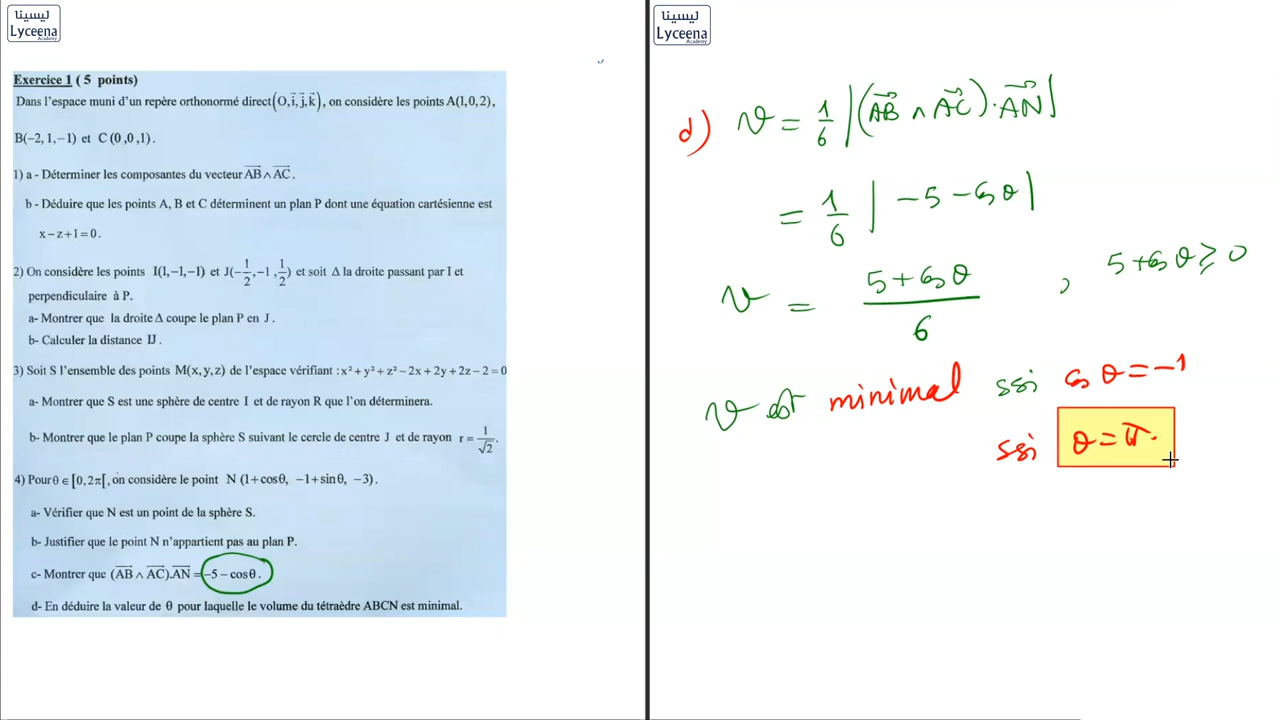 ليسينا
Lyceena
Academy
Exercice 1 ( 5 points)
Dans l'espace muni d'un repère orthonormé direct (O,i⃗,j⃗,k⃗), on considère les points A(1,0,2),
B(−2,1,−1) et C(0,0,1).
1) a - Déterminer les composantes du vecteur AB∧AC.
b - Déduire que les points A, B et C déterminent un plan P dont une équation cartésienne est
x−z+1=0.
2) On considère les points I(1,−1,−1) et J(−1/2,−1,1/2) et soit Δ la droite passant par I et
perpendiculaire à P.
a- Montrer que la droite Δ coupe le plan P en J.
b- Calculer la distance IJ.
3) Soit S l'ensemble des points M(x,y,z) de l'espace vérifiant : x²+y²+z²−2x+2y+2z−2=0
a- Montrer que S est une sphère de centre I et de rayon R que l'on déterminera.
b- Montrer que le plan P coupe la sphère S suivant le cercle de centre J et de rayon r=1/√2.
4) Pour θ∈[0,2π[, on considère le point N (1+cosθ, −1+sinθ, −3).
a- Vérifier que N est un point de la sphère S.
b- Justifier que le point N n'appartient pas au plan P.
c- Montrer que (AB∧AC).AN=−5−cosθ.
d- En déduire la valeur de θ pour laquelle le volume du tétraèdre ABCN est minimal.
ليسينا
Lyceena
Academy
d) V = 1/6 |(AB ∧ AC)·AN|
= 1/6 | −5 −cos θ|
V = (5+cos θ)/6 , 5+cos θ ≥ 0
V est minimal ssi cos θ = −1
ssi θ = π.